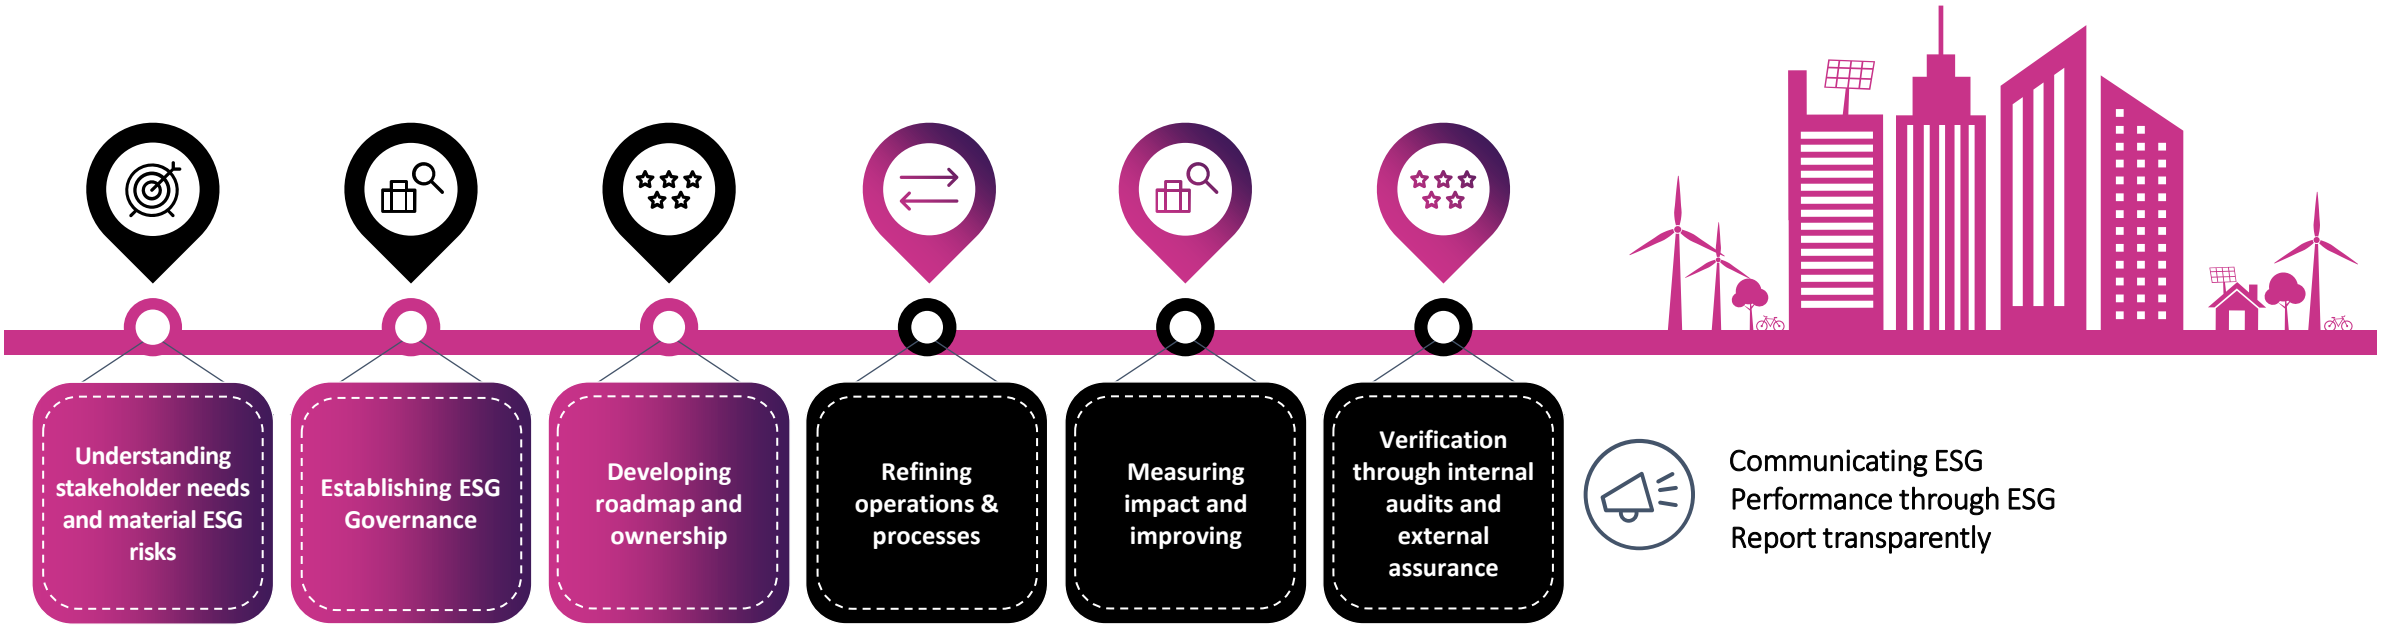 Understanding
stakeholder needs
and material ESG
risks
Establishing ESG
Governance
Developing
roadmap and
ownership
Refining
operations &
processes
Measuring
impact and
improving
Verification
through internal
audits and
external
assurance
Communicating ESG
Performance through ESG
Report transparently